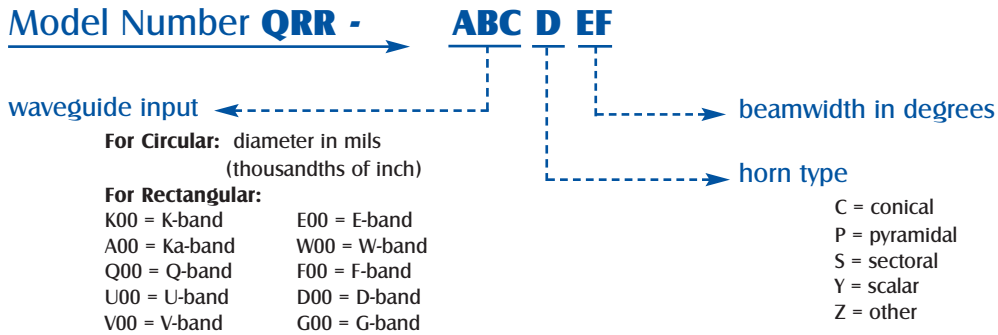 Model Number QRR - ABC D EF
waveguide input
For Circular: diameter in mils
(thousandths of inch)
For Rectangular:
K00 = K-band E00 = E-band
A00 = Ka-band W00 = W-band
Q00 = Q-band F00 = F-band
U00 = U-band D00 = D-band
V00 = V-band G00 = G-band
beamwidth in degrees
horn type
C = conical
P = pyramidal
S = sectoral
Y = scalar
Z = other